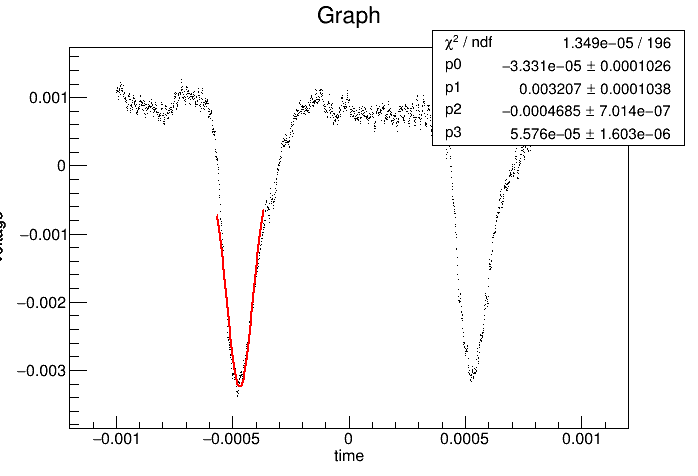 Graph
χ² / ndf 1.349e−05 / 196
p0 −3.331e−05 ± 0.0001026
p1 0.003207 ± 0.0001038
p2 −0.0004685 ± 7.014e−07
p3 5.576e−05 ± 1.603e−06
0.001
0
−0.001
−0.002
−0.003
−0.001 −0.0005 0 0.0005 0.001
time